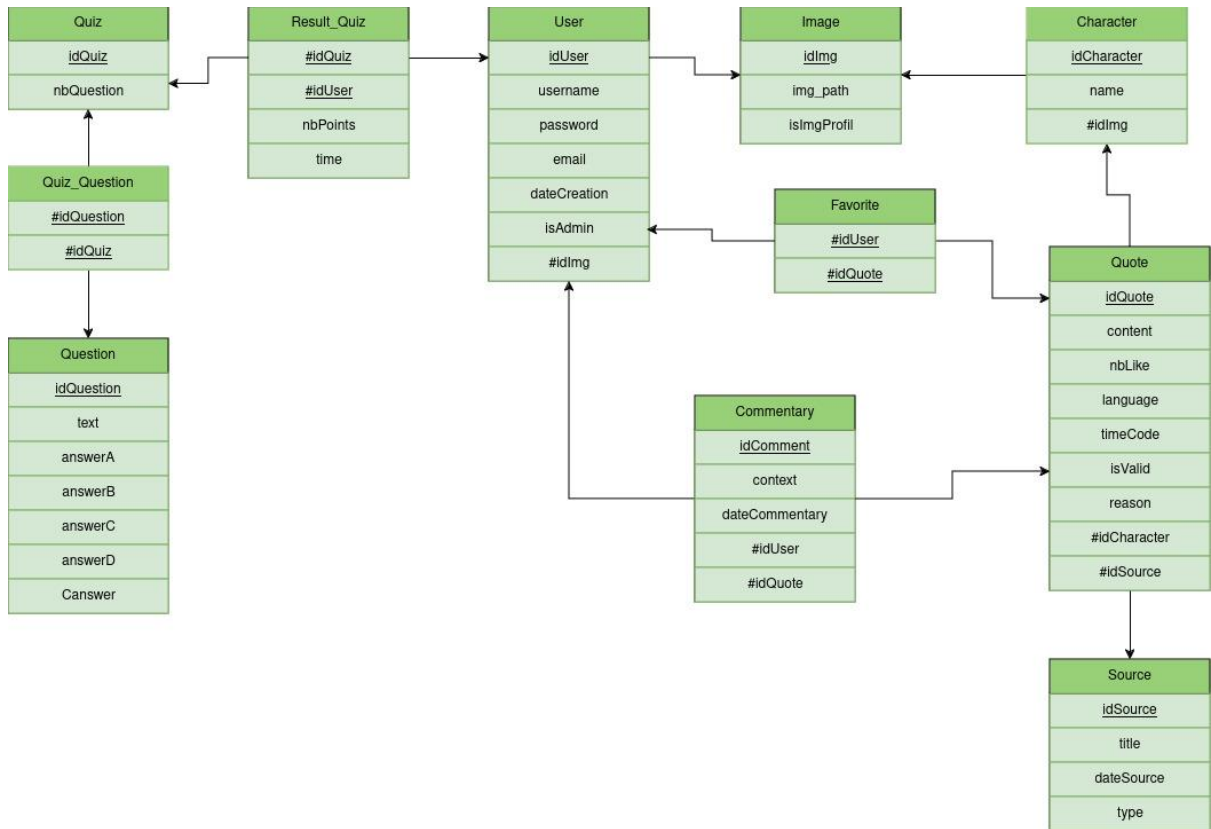 Quiz
idQuiz
nbQuestion
Result_Quiz
#idQuiz
#idUser
nbPoints
time
User
idUser
username
password
email
dateCreation
isAdmin
#idImg
Image
idImg
img_path
isImgProfil
Character
idCharacter
name
#idImg
Quiz_Question
#idQuestion
#idQuiz
Favorite
#idUser
#idQuote
Quote
idQuote
content
nbLike
language
timeCode
isValid
reason
#idCharacter
#idSource
Question
idQuestion
text
answerA
answerB
answerC
answerD
Canswer
Commentary
idComment
context
dateCommentary
#idUser
#idQuote
Source
idSource
title
dateSource
type